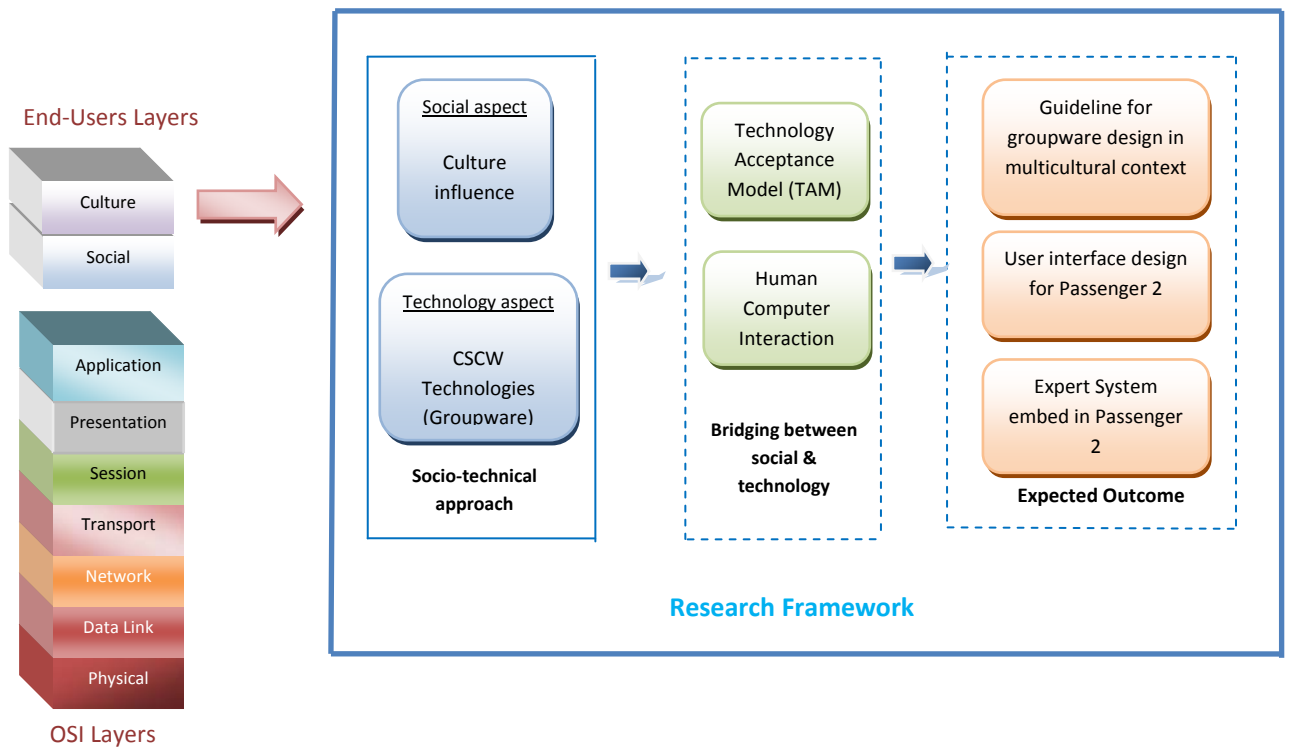 End-Users Layers
Culture
Social
Application
Presentation
Session
Transport
Network
Data Link
Physical
OSI Layers
Social aspect
Culture
influence
Technology aspect
CSCW
Technologies
(Groupware)
Socio-technical
approach
Technology
Acceptance
Model (TAM)
Human
Computer
Interaction
Bridging between
social &
technology
Guideline for
groupware design in
multicultural context
User interface design
for Passenger 2
Expert System
embed in Passenger
2
Expected Outcome
Research Framework